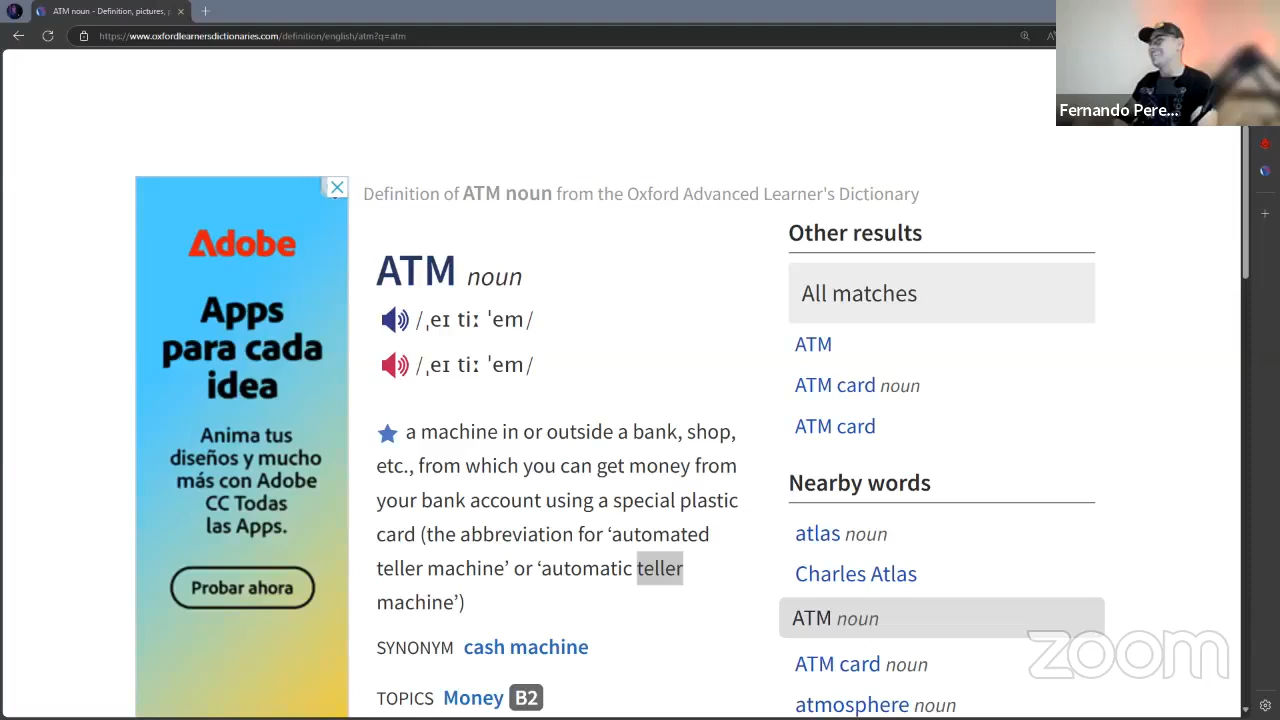 ATM noun - Definition, pictures, p
https://www.oxfordlearnersdictionaries.com/definition/english/atm?q=atm
Fernando Pere...
Adobe
Apps
para cada
idea
Anima tus
diseños y mucho
más con Adobe
CC Todas
las Apps.
Probar ahora
Definition of ATM noun from the Oxford Advanced Learner's Dictionary
ATM noun
/ˌeɪ tiː ˈem/
/ˌeɪ tiː ˈem/
a machine in or outside a bank, shop,
etc., from which you can get money from
your bank account using a special plastic
card (the abbreviation for ‘automated
teller machine’ or ‘automatic teller
machine’)
SYNONYM cash machine
TOPICS Money B2
Other results
All matches
ATM
ATM card noun
ATM card
Nearby words
atlas noun
Charles Atlas
ATM noun
ATM card noun
atmosphere noun
zoom